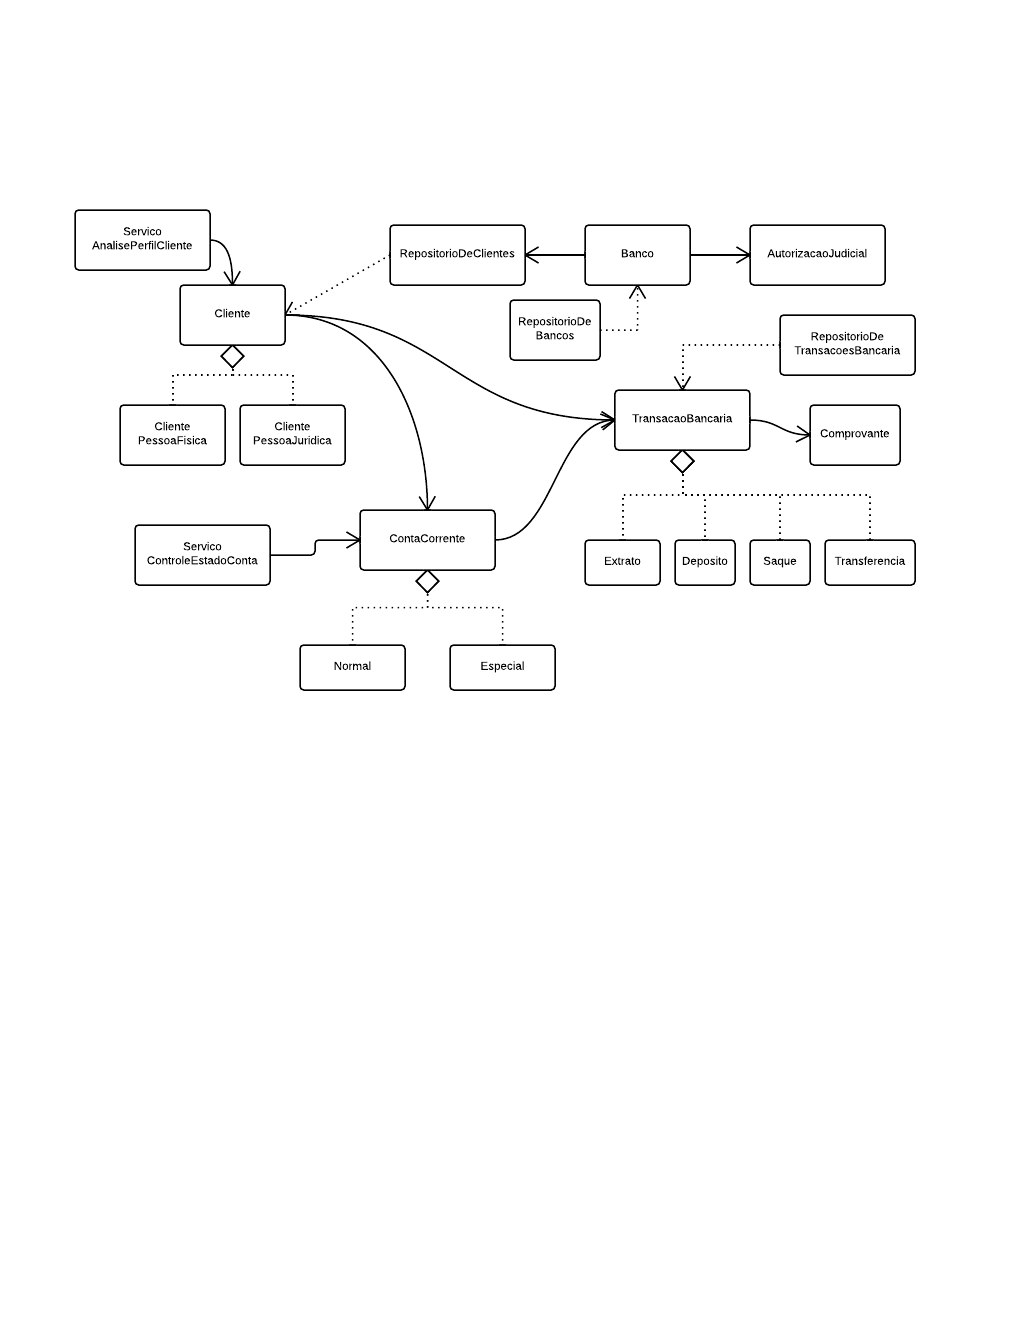 Servico
AnalisePerfilCliente
RepositorioDeClientes
Banco
AutorizacaoJudicial
Cliente
RepositorioDe
Bancos
RepositorioDe
TransacoesBancaria
Cliente
PessoaFisica
Cliente
PessoaJuridica
TransacaoBancaria
Comprovante
Servico
ControleEstadoConta
ContaCorrente
Extrato
Deposito
Saque
Transferencia
Normal
Especial